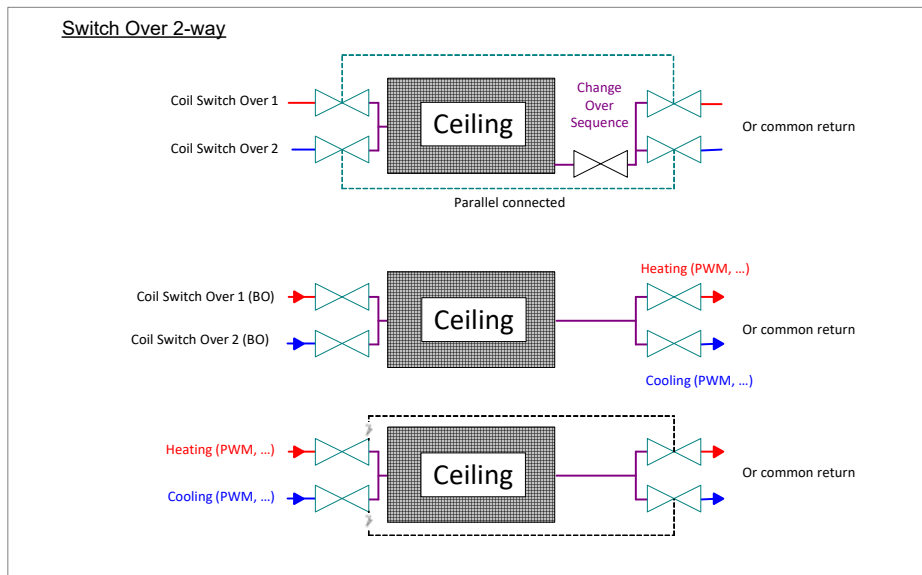 Switch Over 2-way
Coil Switch Over 1
Coil Switch Over 2
Ceiling
Change
Over
Sequence
Or common return
Parallel connected
Coil Switch Over 1 (BO)
Coil Switch Over 2 (BO)
Ceiling
Heating (PWM, ...)
Or common return
Cooling (PWM, ...)
Heating (PWM, ...)
Cooling (PWM, ...)
Ceiling
Or common return